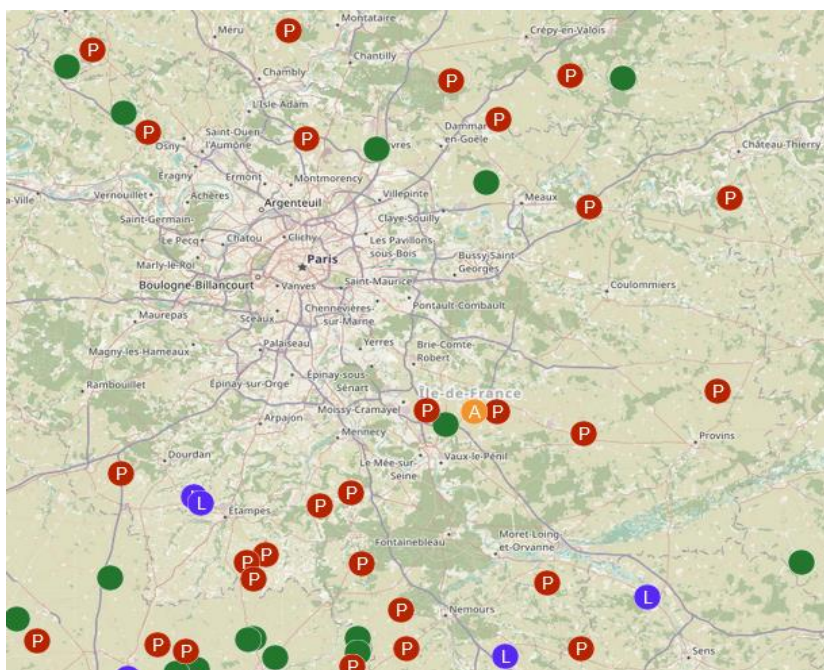 Méru
P
Montataire
Crépy-en-Valois
P
Chantilly
Chambly
P
P
L'Isle-Adam
P
Osny
Saint-Ouen
l'Aumône
P
Dammar
en-Goële
P
Château-Thierry
Éragny
Ermont
Montmorency
Vernouillet
Achères
Villepinte
Meaux
P
P
Argenteuil
Claye-Souilly
Saint-Germain-
Le Pecq
Chatou
Clichy
Les Pavillons-
sous-Bois
Marly-le-Roi
Paris
Bussy-Saint-
Georges
Boulogne-Billancourt
Vanves
Saint-Maurice
Coulommiers
Sceaux
Chennevières-
sur-Marne
Pontault-Combault
Maurepas
Magny-les-Hameaux
Palaiseau
Yerres
Brie-Comte-
Robert
Rambouillet
Épinay-sur-Orge
Épinay-sous-
Sénart
Île-de-France
P
Arpajon
Moissy-Cramayel
P
A
P
Mennecy
P
Provins
Dourdan
Le Mée-sur-
Seine
Vaux-le-Pénil
P
L
Étampes
P
P
Fontainebleau
Moret-Loing-
et-Orvanne
P
P
P
P
P
L
P
Nemours
P
P
P
P
L
P
Sens
P